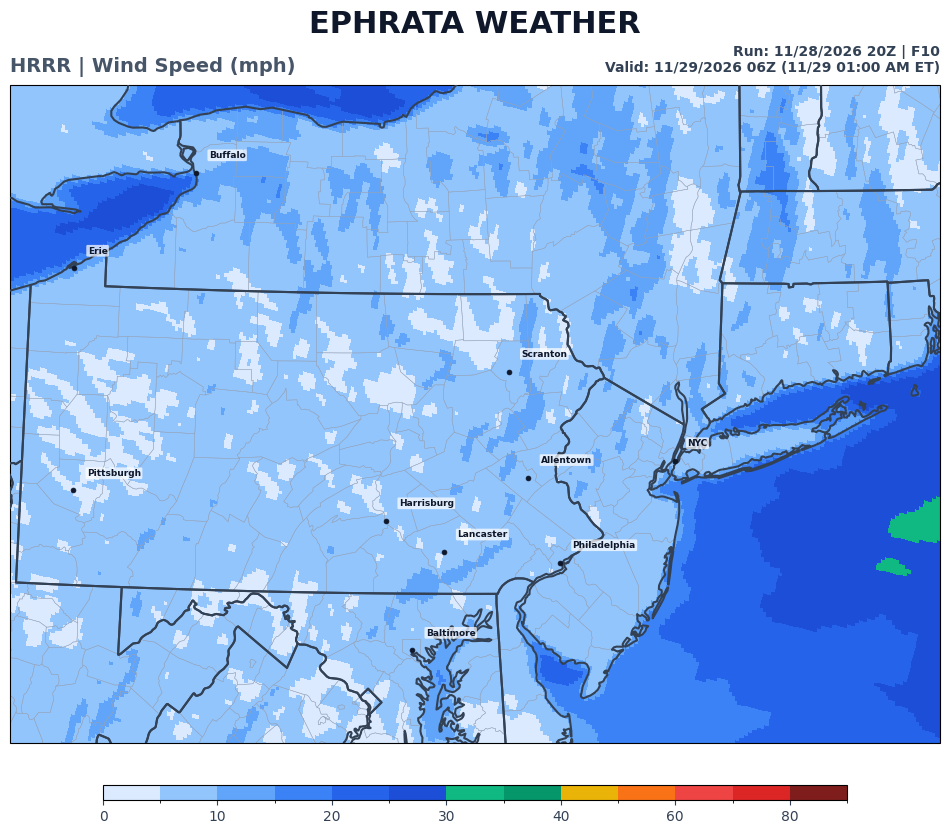 EPHRATA WEATHER
HRRR | Wind Speed (mph)
Run: 11/28/2026 20Z | F10
Valid: 11/29/2026 06Z (11/29 01:00 AM ET)
Buffalo
Erie
Scranton
NYC
Allentown
Pittsburgh
Harrisburg
Lancaster
Philadelphia
Baltimore
0 10 20 30 40 50 60 70 80